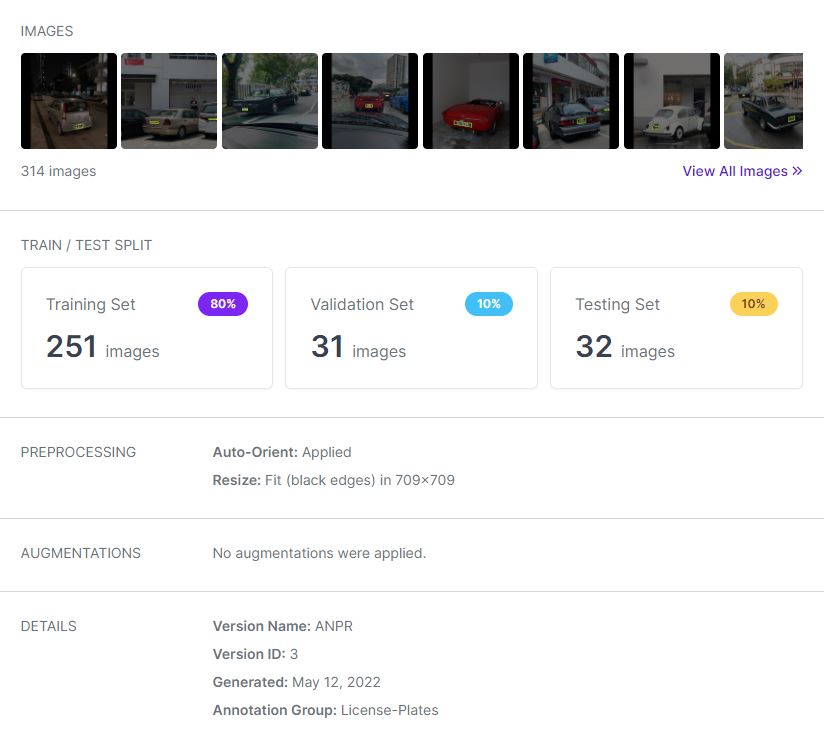 IMAGES
314 images
View All Images »
TRAIN / TEST SPLIT
Training Set 80%
251 images
Validation Set 10%
31 images
Testing Set 10%
32 images
PREPROCESSING
Auto-Orient: Applied
Resize: Fit (black edges) in 709×709
AUGMENTATIONS
No augmentations were applied.
DETAILS
Version Name: ANPR
Version ID: 3
Generated: May 12, 2022
Annotation Group: License-Plates